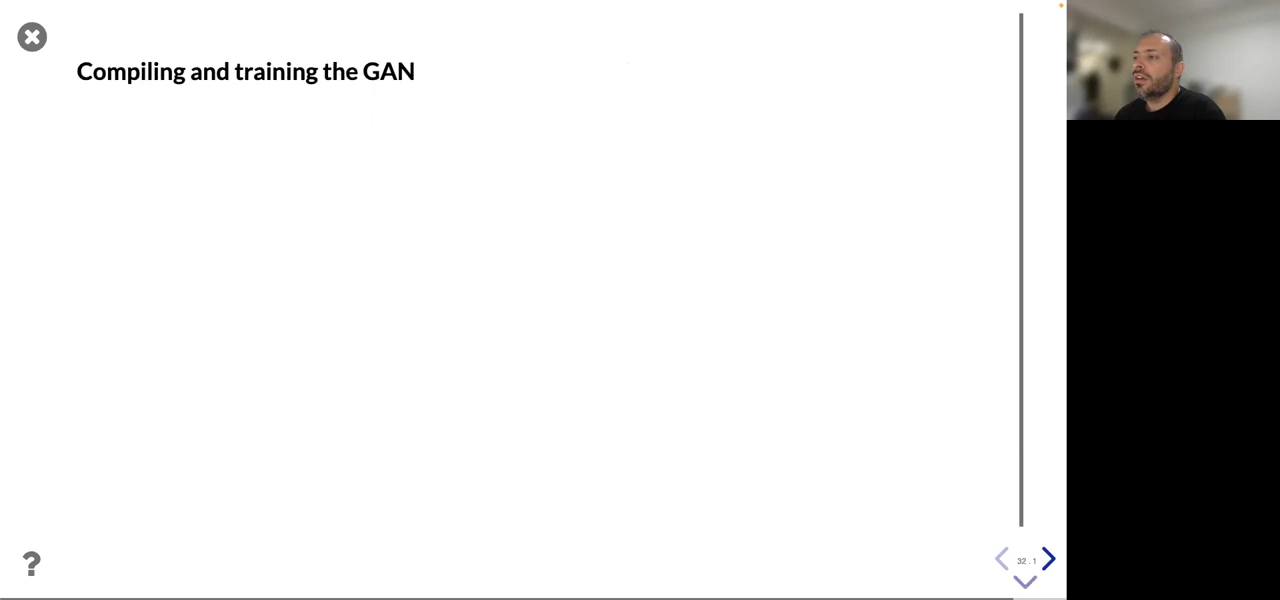 Compiling and training the GAN
?
32 . 1